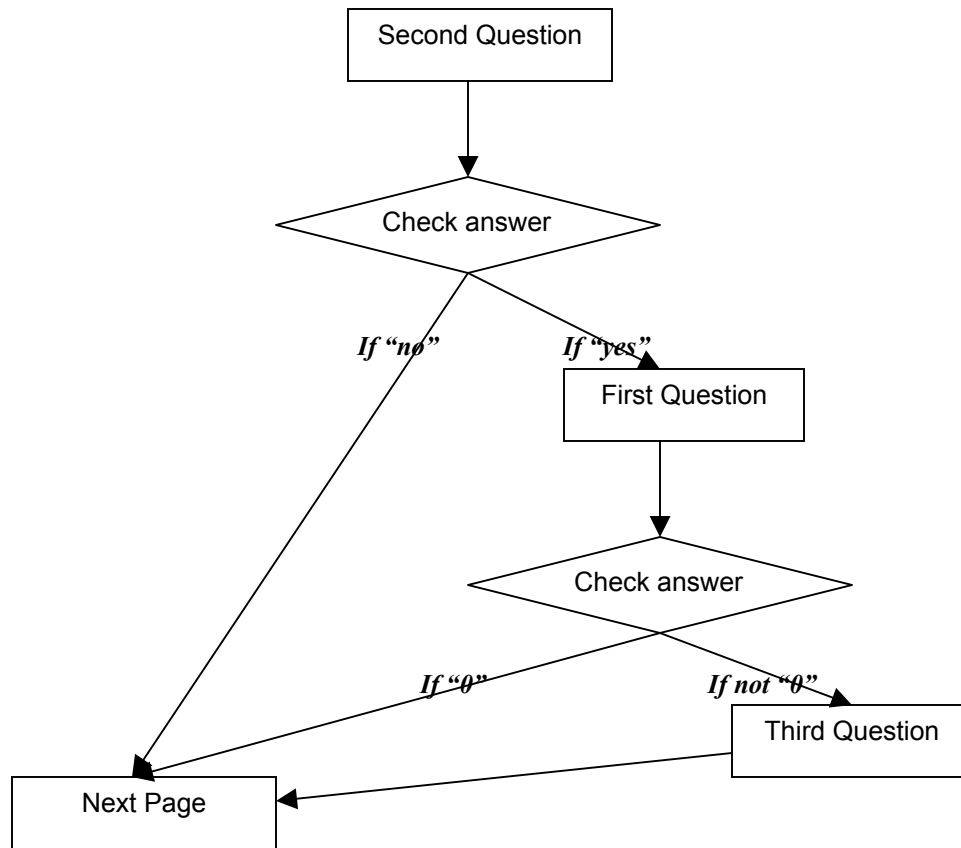 Second Question
Check answer
If “no”
If “yes”
First Question
Check answer
If “0”
If not “0”
Third Question
Next Page